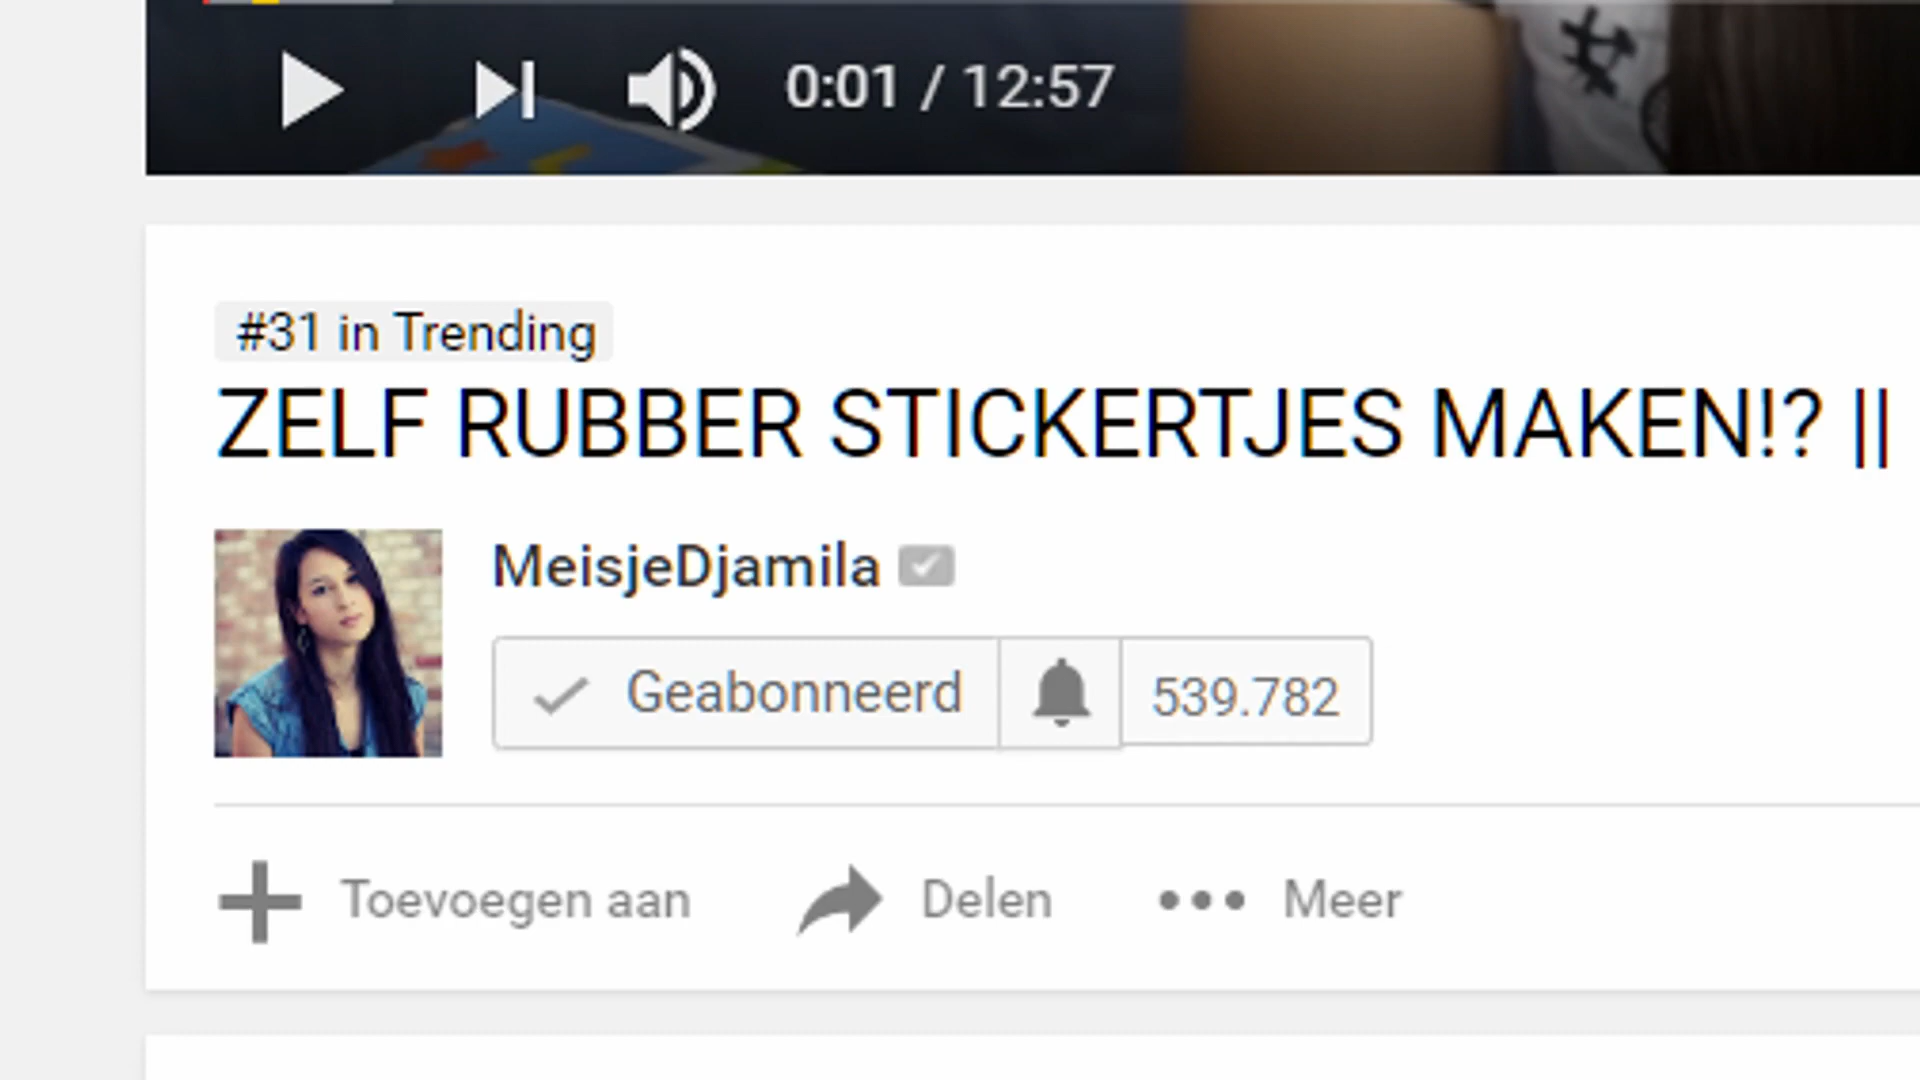 0:01 / 12:57
#31 in Trending
ZELF RUBBER STICKERTJES MAKEN!? ||
MeisjeDjamila
Geabonneerd 539.782
Toevoegen aan Delen Meer